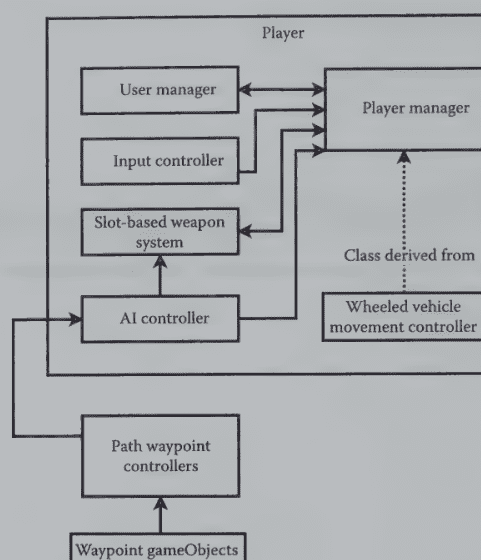 Player
User manager
Player manager
Input controller
Slot-based weapon
system
Class derived from
AI controller
Wheeled vehicle
movement controller
Path waypoint
controllers
Waypoint gameObjects